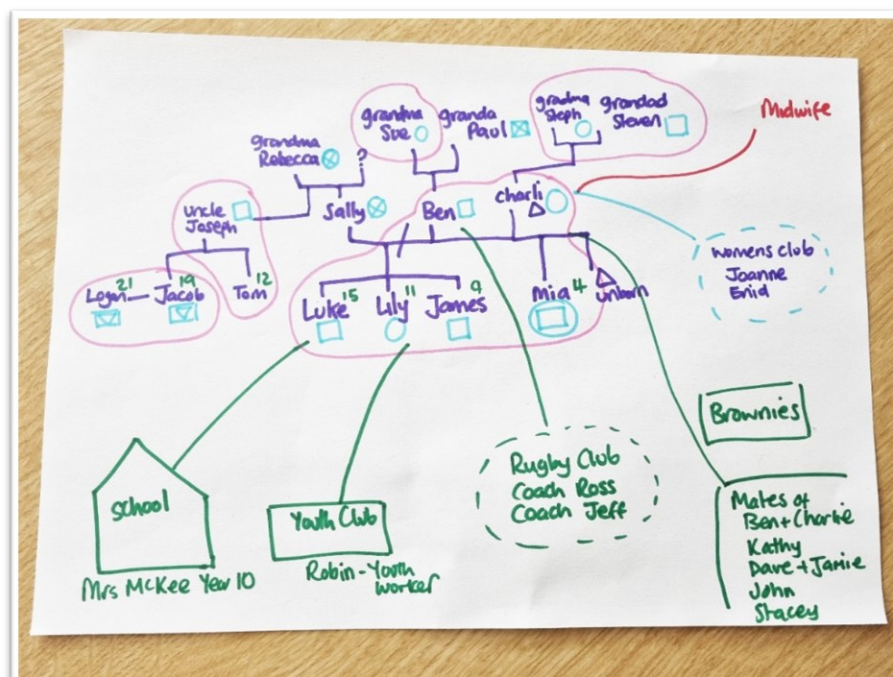 Midwife
grandma
Sue
granda
Paul
gradma
Steph
grandad
Steven
grandma
Rebecca
?
uncle
Joseph
Sally
Ben
Charli
womens club
Joanne
Enid
Logan 21
Jacob 19
Tom 12
Luke 15
Lily 11
James 9
Mia 4
unborn
Brownies
Rugby Club
Coach Ross
Coach Jeff
School
Mrs McKee Year 10
Youth Club
Robin-Youth
worker
Mates of
Ben+Charlie
Kathy
Dave+Jamie
John
Stacey